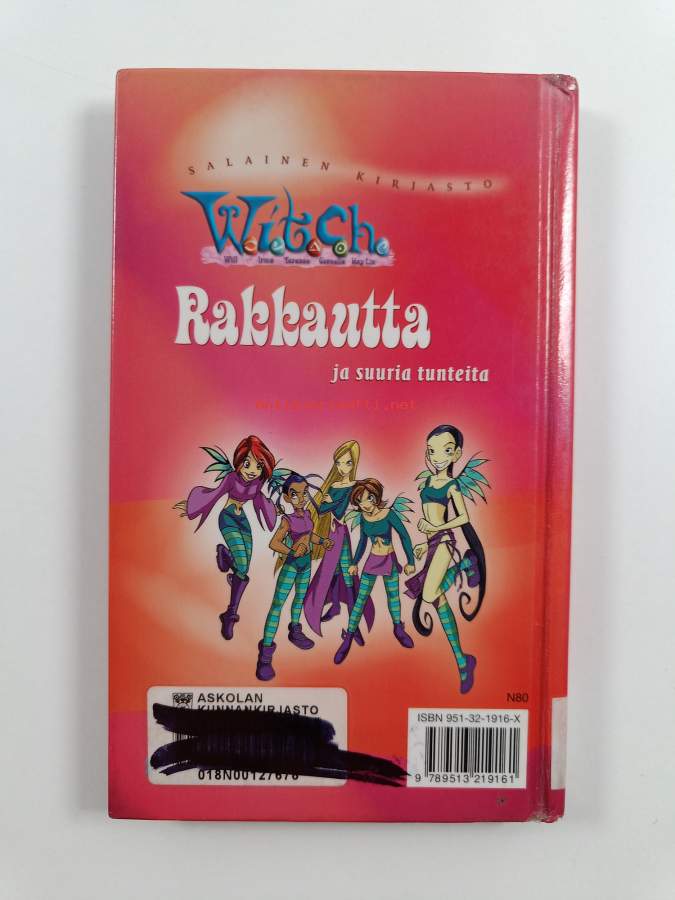 SALAINEN KIRJASTO
W.i.t.c.h.
Will Irma Taranee Cornelia Hay Lin
Rakkautta
ja suuria tunteita
ASKOLAN
KUNNANKIRJASTO
018N00127676
N80
ISBN 951-32-1916-X
9 789513 219161